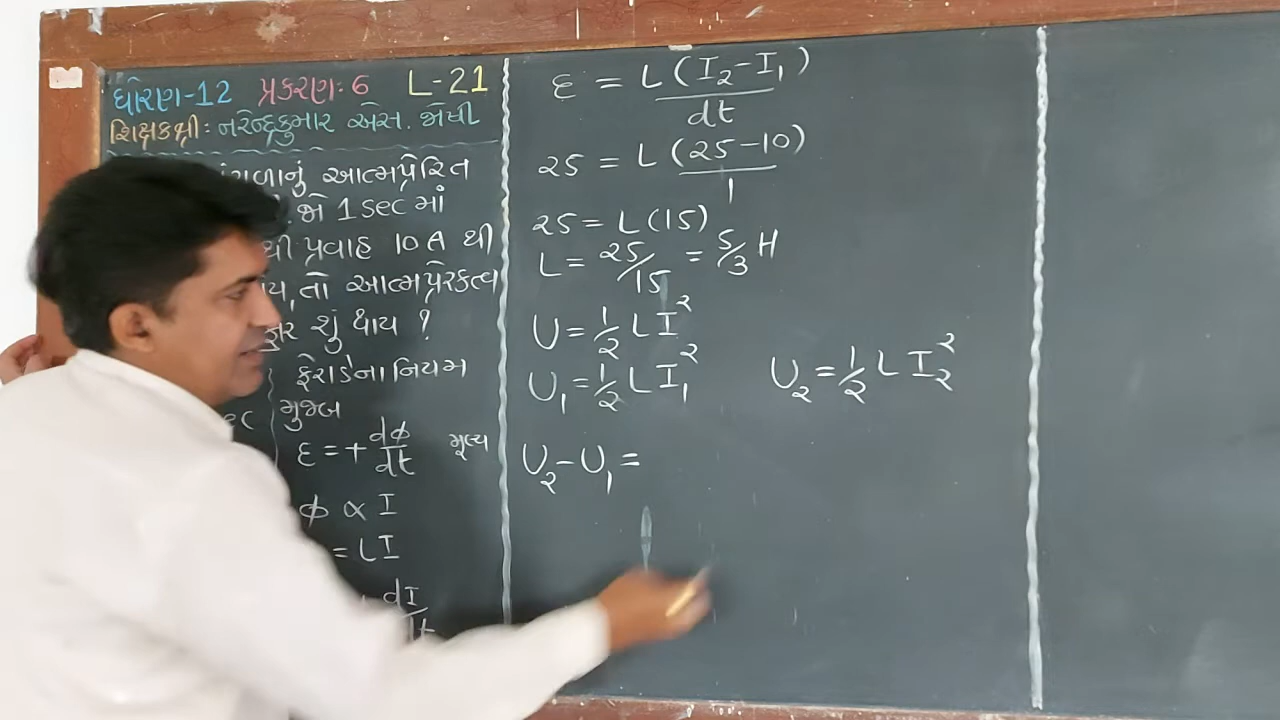 ધોરણ-12 પ્રકરણ:6 L-21
શિક્ષકશ્રી: નરેન્દ્રકુમાર એસ. જોષી
આત્મપ્રેરિત
જો 1 sec માં
પ્રવાહ 10 A થી
તો આત્મપ્રેરકત્વ
શું થાય ?
ફેરાડેના નિયમ
મુજબ
ε = + dφ/dt મૂલ્ય
φ ∝ I
= LI
dI
ε = L(I₂-I₁)/dt
25 = L(25-10)/1
25 = L(15)
L = 25/15 = 5/3 H
U = 1/2 LI²
U₁ = 1/2 LI₁² U₂ = 1/2 LI₂²
U₂-U₁ =